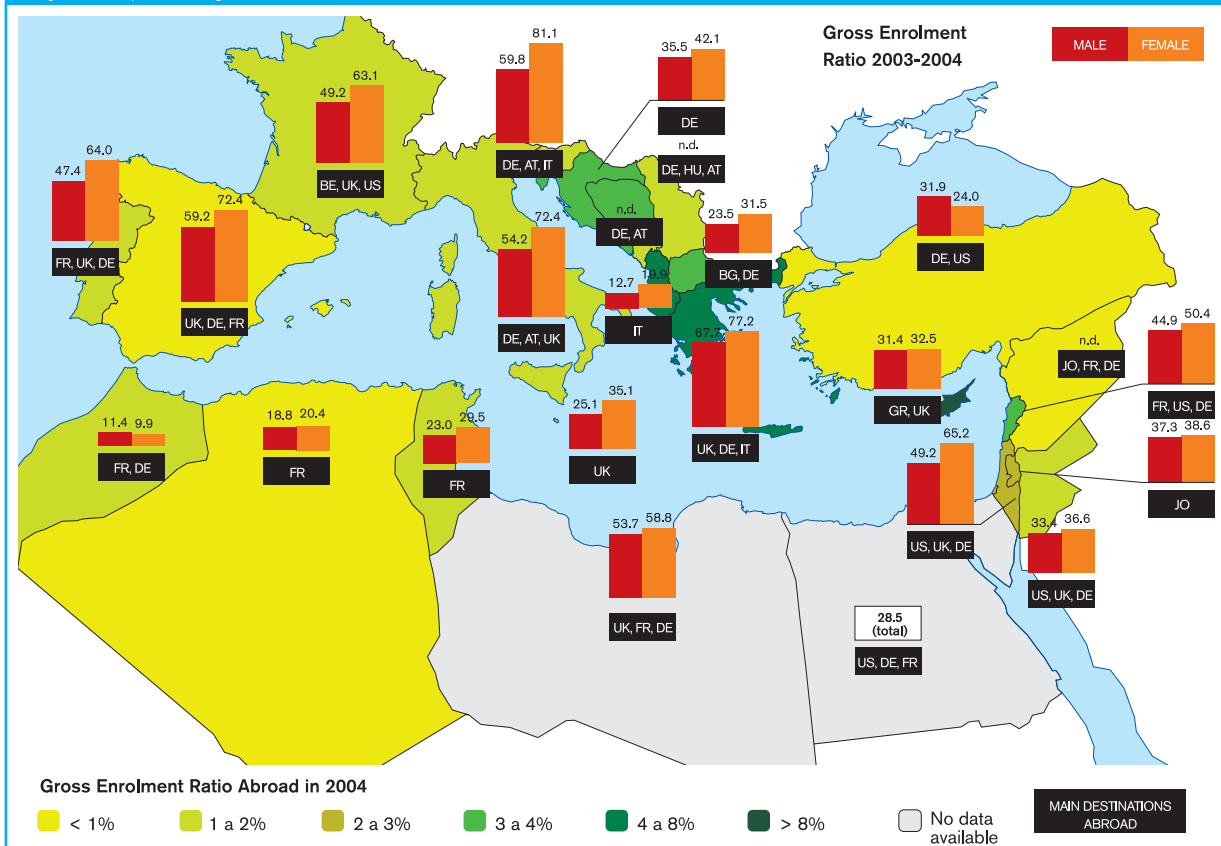 Gross Enrolment
Ratio 2003-2004
MALE
FEMALE
59.8
81.1
DE, AT, IT
35.5
42.1
DE
n.d.
DE, HU, AT
49.2
63.1
BE, UK, US
47.4
64.0
FR, UK, DE
59.2
72.4
UK, DE, FR
54.2
72.4
DE, AT, UK
n.d.
DE, AT
23.5
31.5
BG, DE
12.7
19.9
IT
31.9
24.0
DE, US
67.7
77.2
UK, DE, IT
31.4
32.5
GR, UK
n.d.
JO, FR, DE
44.9
50.4
FR, US, DE
37.3
38.6
JO
11.4
9.9
FR, DE
18.8
20.4
FR
23.0
29.5
FR
25.1
35.1
UK
49.2
65.2
US, UK, DE
33.4
36.6
US, UK, DE
53.7
58.8
UK, FR, DE
28.5
(total)
US, DE, FR
Gross Enrolment Ratio Abroad in 2004
< 1%
1 a 2%
2 a 3%
3 a 4%
4 a 8%
> 8%
No data
available
MAIN DESTINATIONS
ABROAD